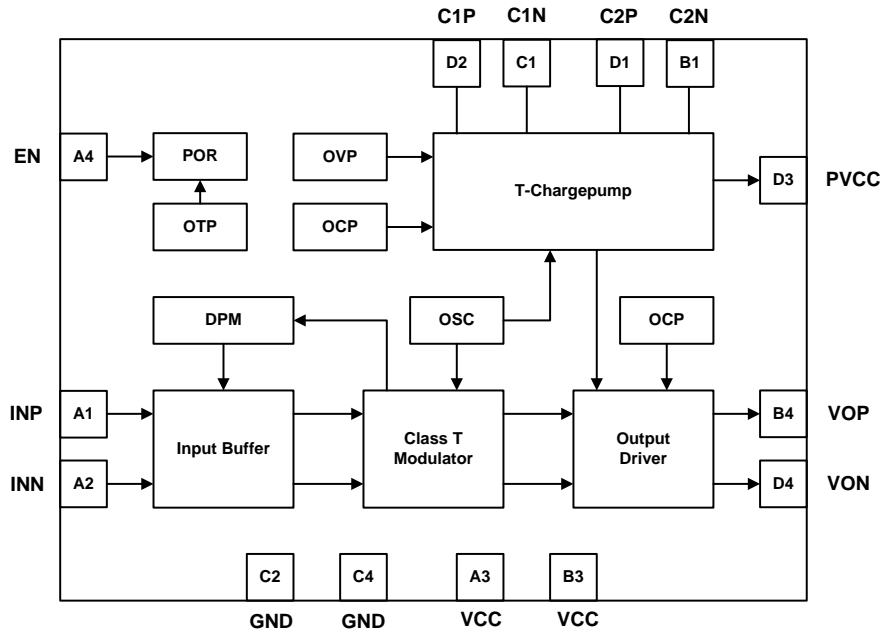 C1P C1N C2P C2N
D2 C1 D1 B1
EN A4 POR OVP T-Chargepump D3 PVCC
OTP OCP
DPM OSC OCP
INP A1 Input Buffer Class T
Modulator Output
Driver B4 VOP
INN A2 D4 VON
C2 C4 A3 B3
GND GND VCC VCC